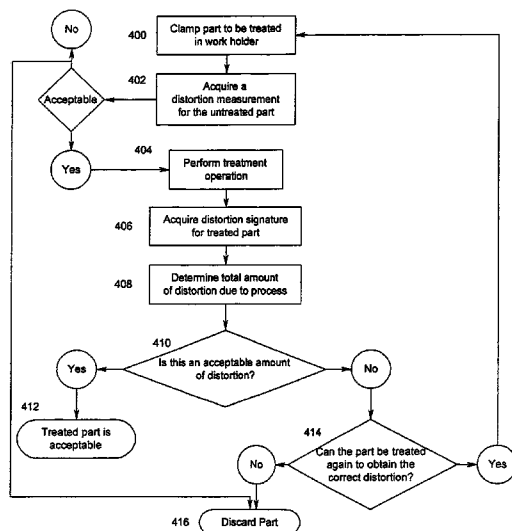 No
400
Clamp part to be treated
in work holder
402
Acquire a
distortion measurement
for the untreated part
Acceptable
Yes
404
Perform treatment
operation
406
Acquire distortion signature
for treated part
408
Determine total amount
of distortion due to process
410
Is this an acceptable amount
of distortion?
Yes
No
412
Treated part is
acceptable
414
Can the part be treated
again to obtain the
correct distortion?
No
Yes
416
Discard Part